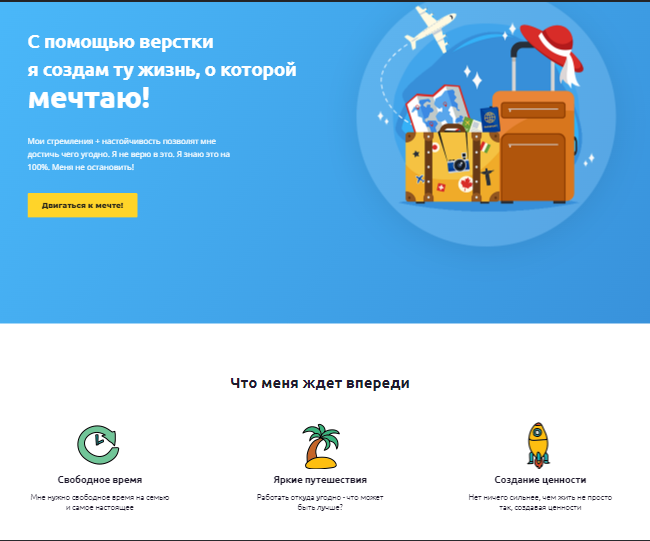 С помощью верстки
я создам ту жизнь, о которой
мечтаю!
Мои стремления + настойчивость позволят мне
достичь чего угодно. Я не верю в это. Я знаю это на
100%. Меня не остановить!
Двигаться к мечте!
Что меня ждет впереди
Свободное время
Мне нужно свободное время на семью
и самое настоящее
Яркие путешествия
Работать откуда угодно - что может
быть лучше?
Создание ценности
Нет ничего сильнее, чем жить не просто
так, создавая ценности